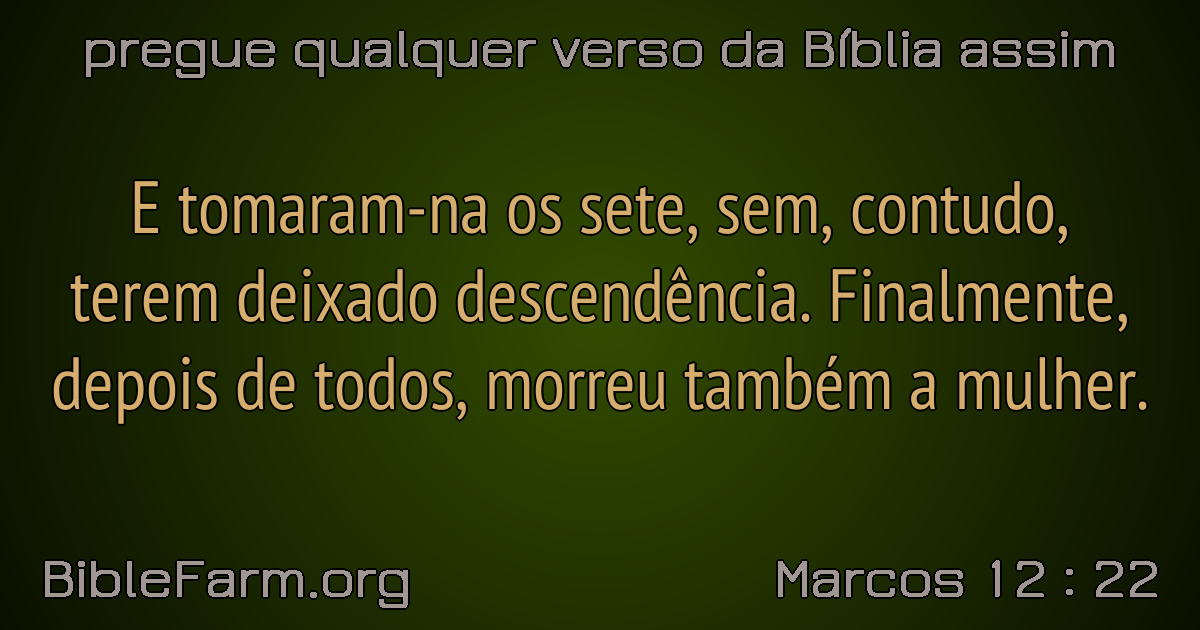 pregue qualquer verso da Bíblia assim
E tomaram-na os sete, sem, contudo,
terem deixado descendência. Finalmente,
depois de todos, morreu também a mulher.
BibleFarm.org
Marcos 12 : 22